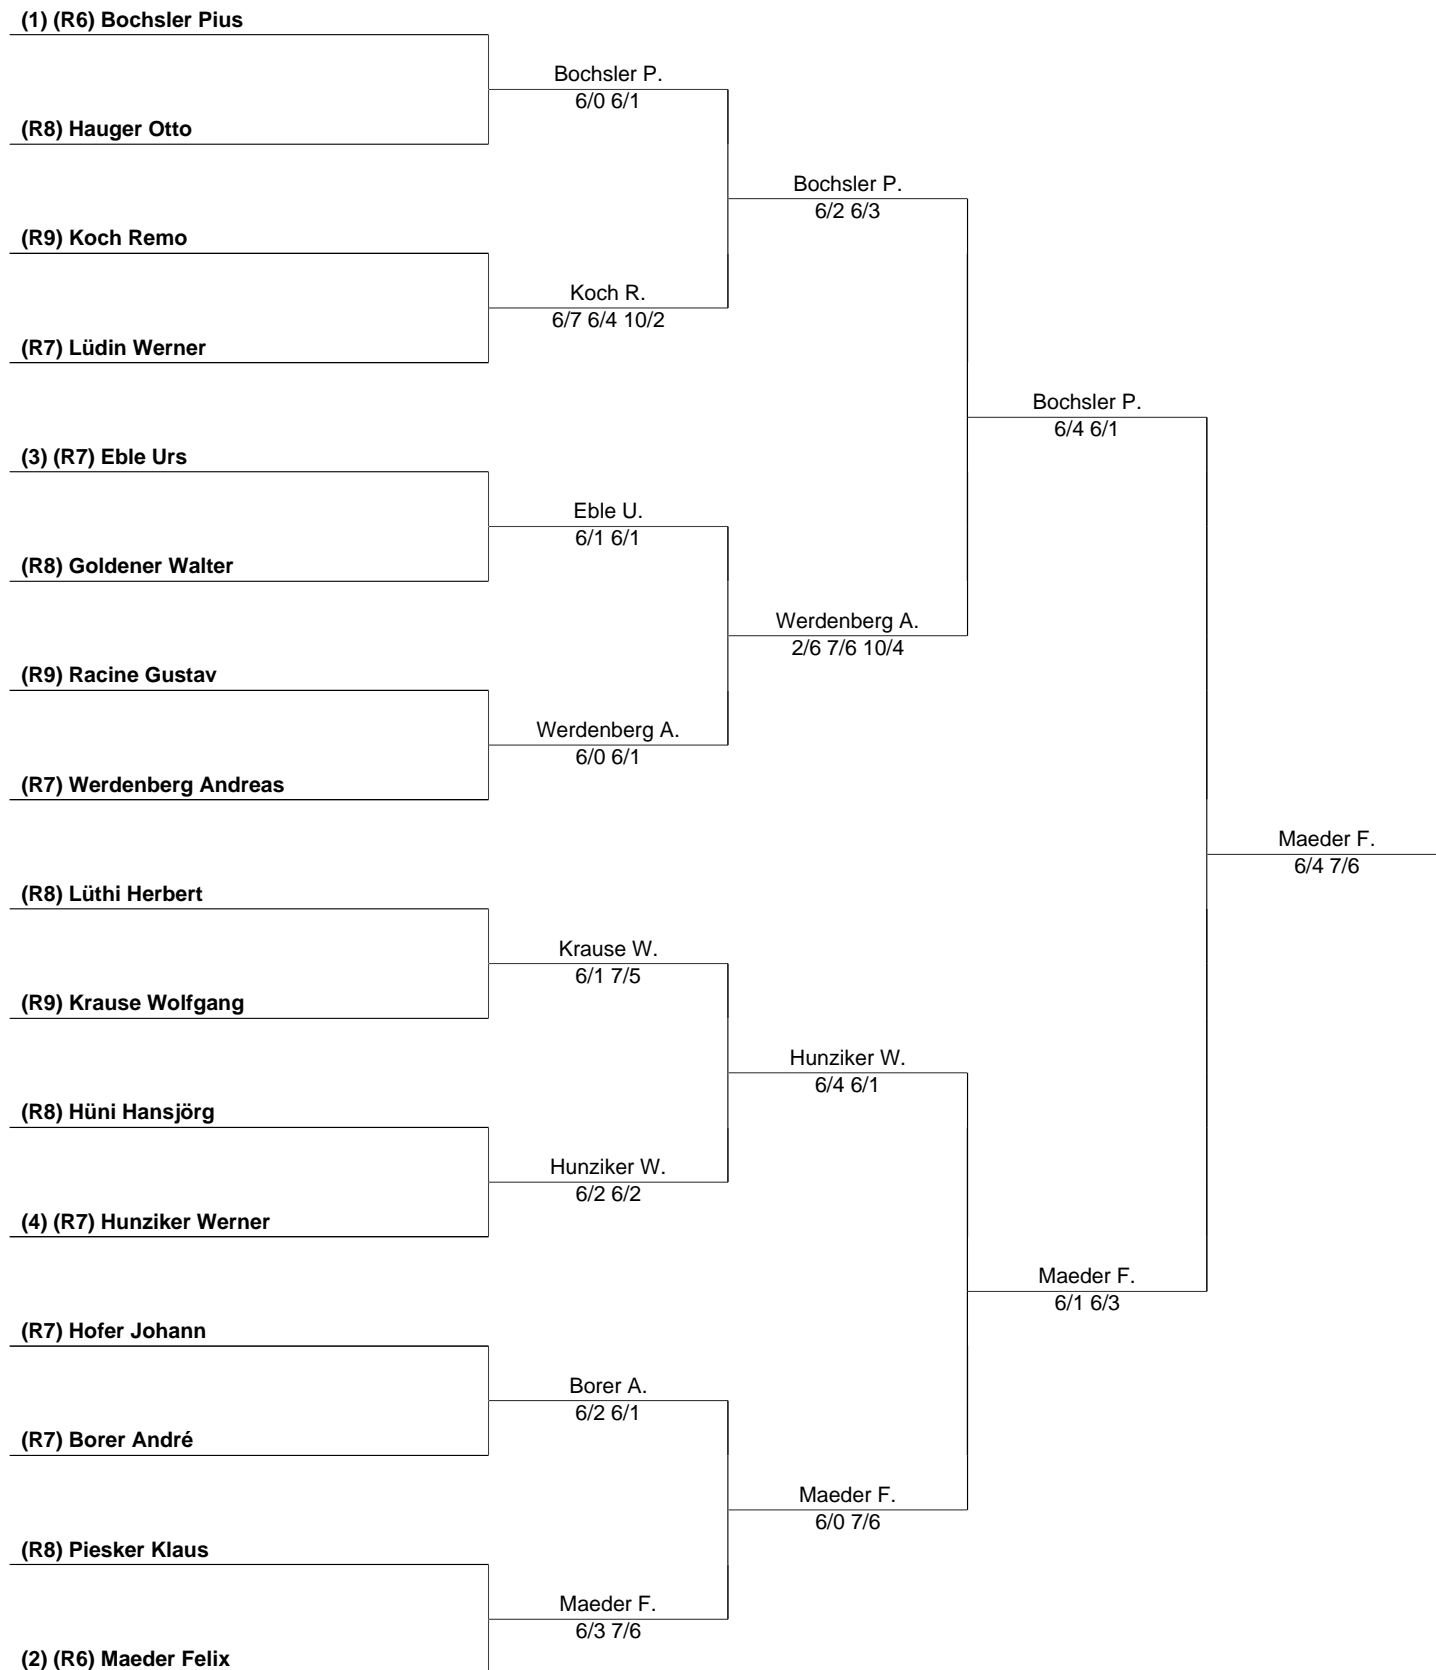 (1) (R6) Bochsler Pius
Bochsler P.
6/0 6/1
(R8) Hauger Otto
Bochsler P.
6/2 6/3
(R9) Koch Remo
Koch R.
6/7 6/4 10/2
(R7) Lüdin Werner
Bochsler P.
6/4 6/1
(3) (R7) Eble Urs
Eble U.
6/1 6/1
(R8) Goldener Walter
Werdenberg A.
2/6 7/6 10/4
(R9) Racine Gustav
Werdenberg A.
6/0 6/1
(R7) Werdenberg Andreas
Maeder F.
6/4 7/6
(R8) Lüthi Herbert
Krause W.
6/1 7/5
(R9) Krause Wolfgang
Hunziker W.
6/4 6/1
(R8) Hüni Hansjörg
Hunziker W.
6/2 6/2
(4) (R7) Hunziker Werner
Maeder F.
6/1 6/3
(R7) Hofer Johann
Borer A.
6/2 6/1
(R7) Borer André
Maeder F.
6/0 7/6
(R8) Piesker Klaus
Maeder F.
6/3 7/6
(2) (R6) Maeder Felix